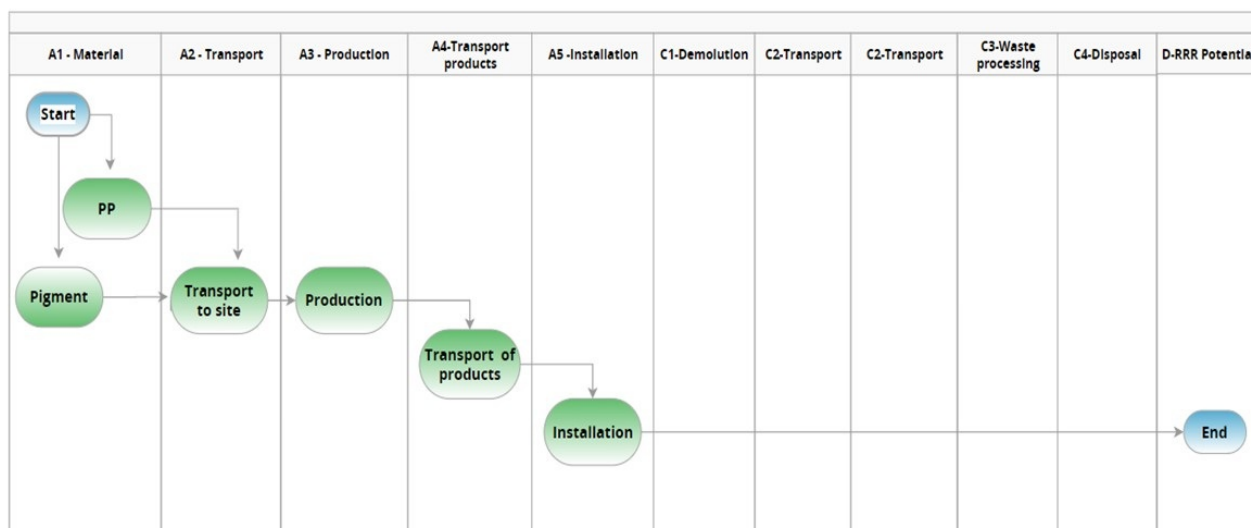 A1 - Material
A2 - Transport
A3 - Production
A4-Transport
products
A5 -Installation
C1-Demolution
C2-Transport
C2-Transport
C3-Waste
processing
C4-Disposal
D-RRR Potentia
Start
PP
Pigment
Transport
to site
Production
Transport of
products
Installation
End